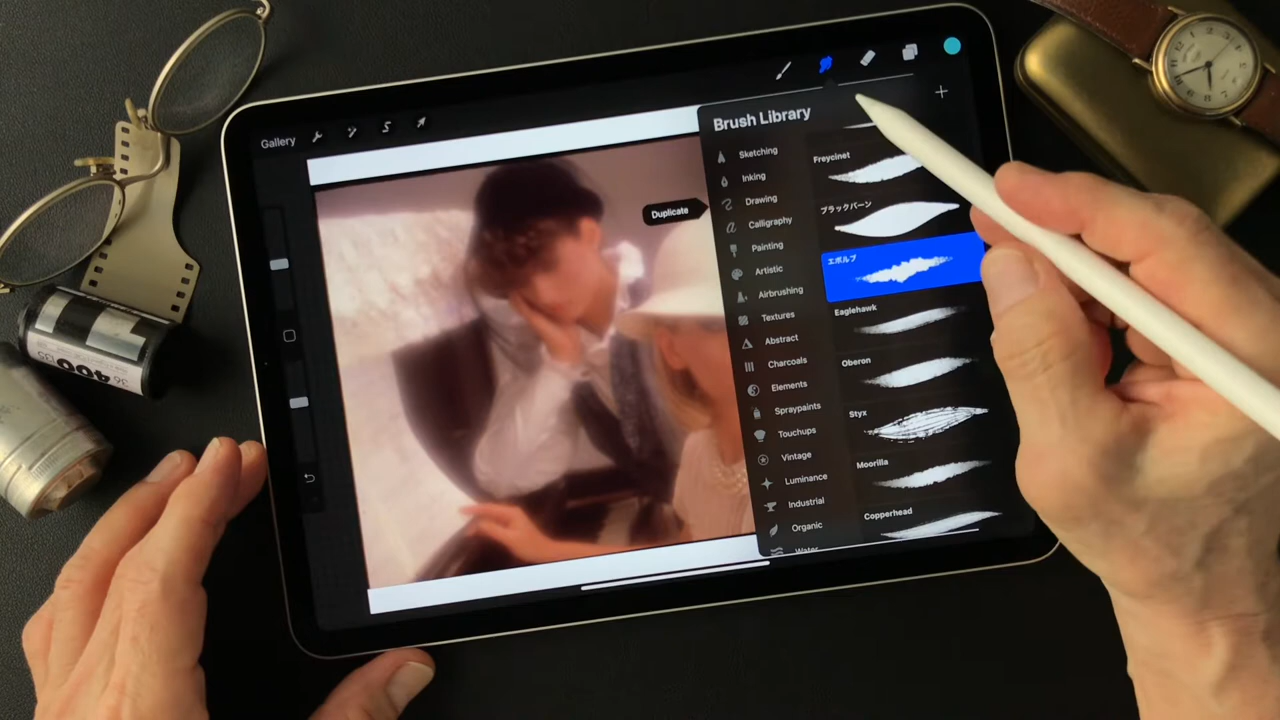 Gallery
Brush Library
Duplicate
Sketching
Inking
Drawing
Calligraphy
Painting
Artistic
Airbrushing
Textures
Abstract
Charcoals
Elements
Spraypaints
Touchups
Vintage
Luminance
Industrial
Organic
Water
Freycinet
ブラックバーン
エボルブ
Eaglehawk
Oberon
Styx
Moorilla
Copperhead
400
36